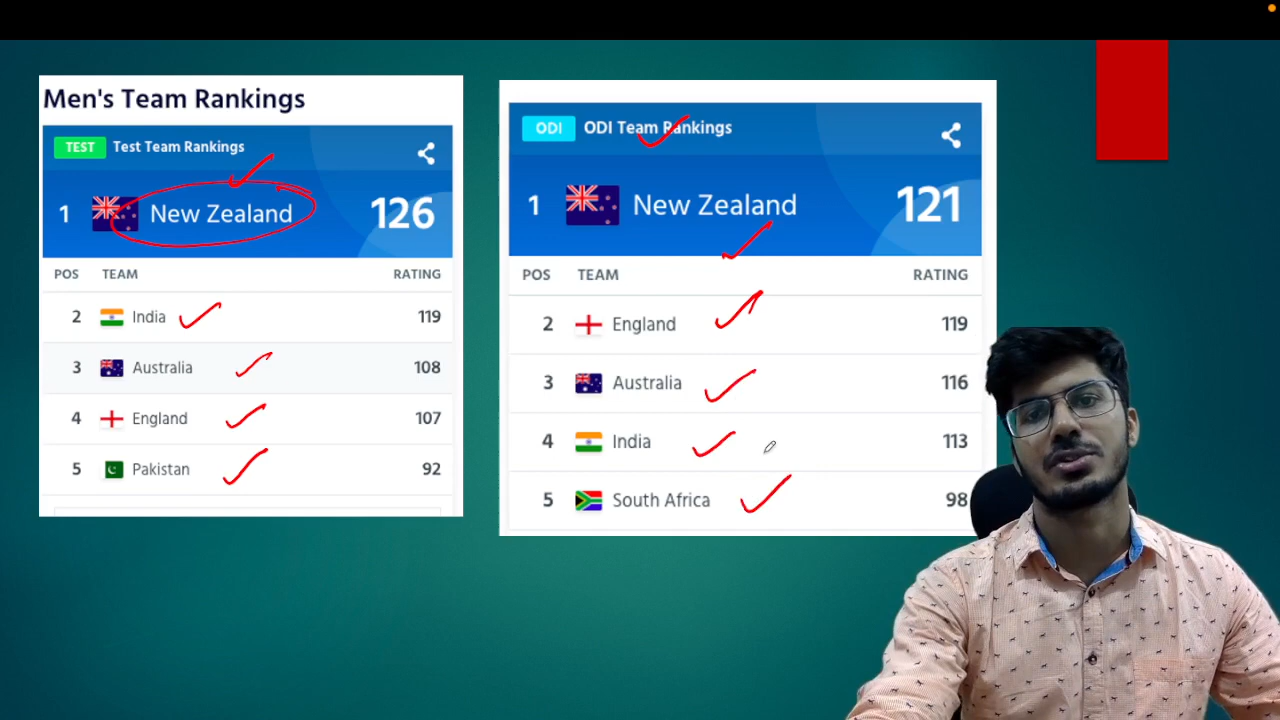 Men's Team Rankings
TEST Test Team Rankings
1 New Zealand 126
POS TEAM RATING
2 India 119
3 Australia 108
4 England 107
5 Pakistan 92
ODI ODI Team Rankings
1 New Zealand 121
POS TEAM RATING
2 England 119
3 Australia 116
4 India 113
5 South Africa 98